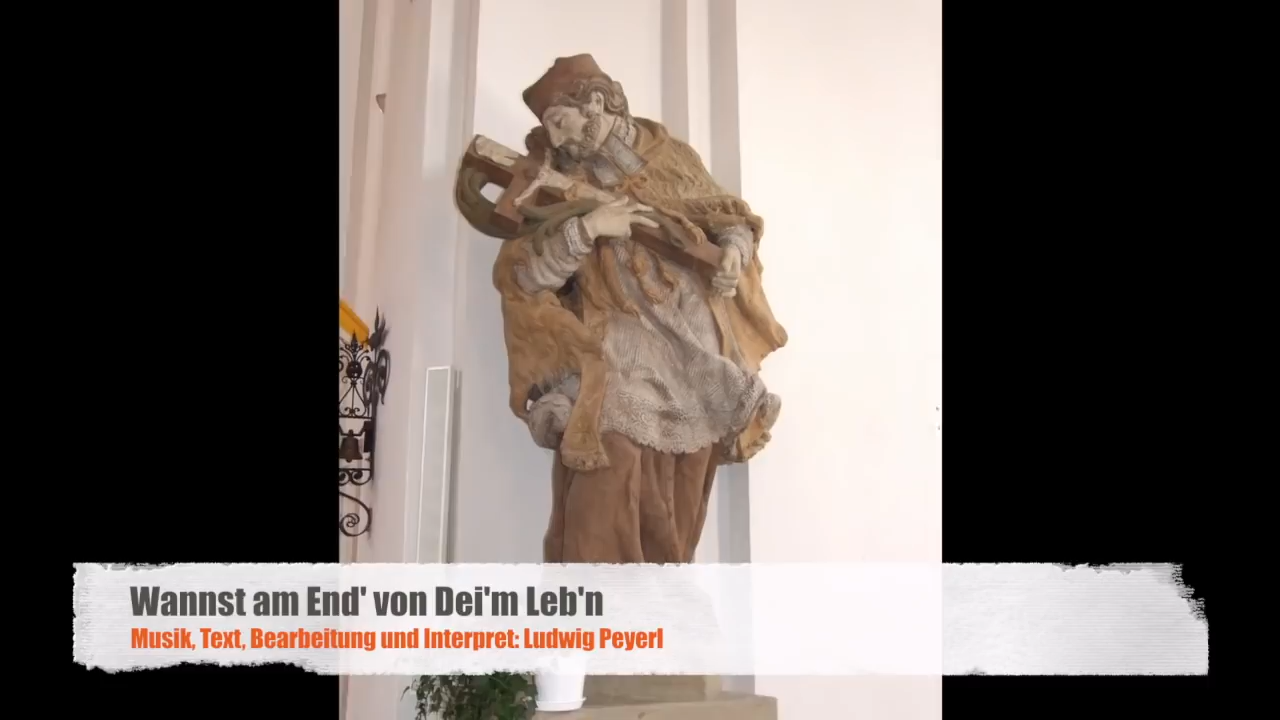 Wannst am End' von Dei'm Leb'n
Musik, Text, Bearbeitung und Interpret: Ludwig Peyerl